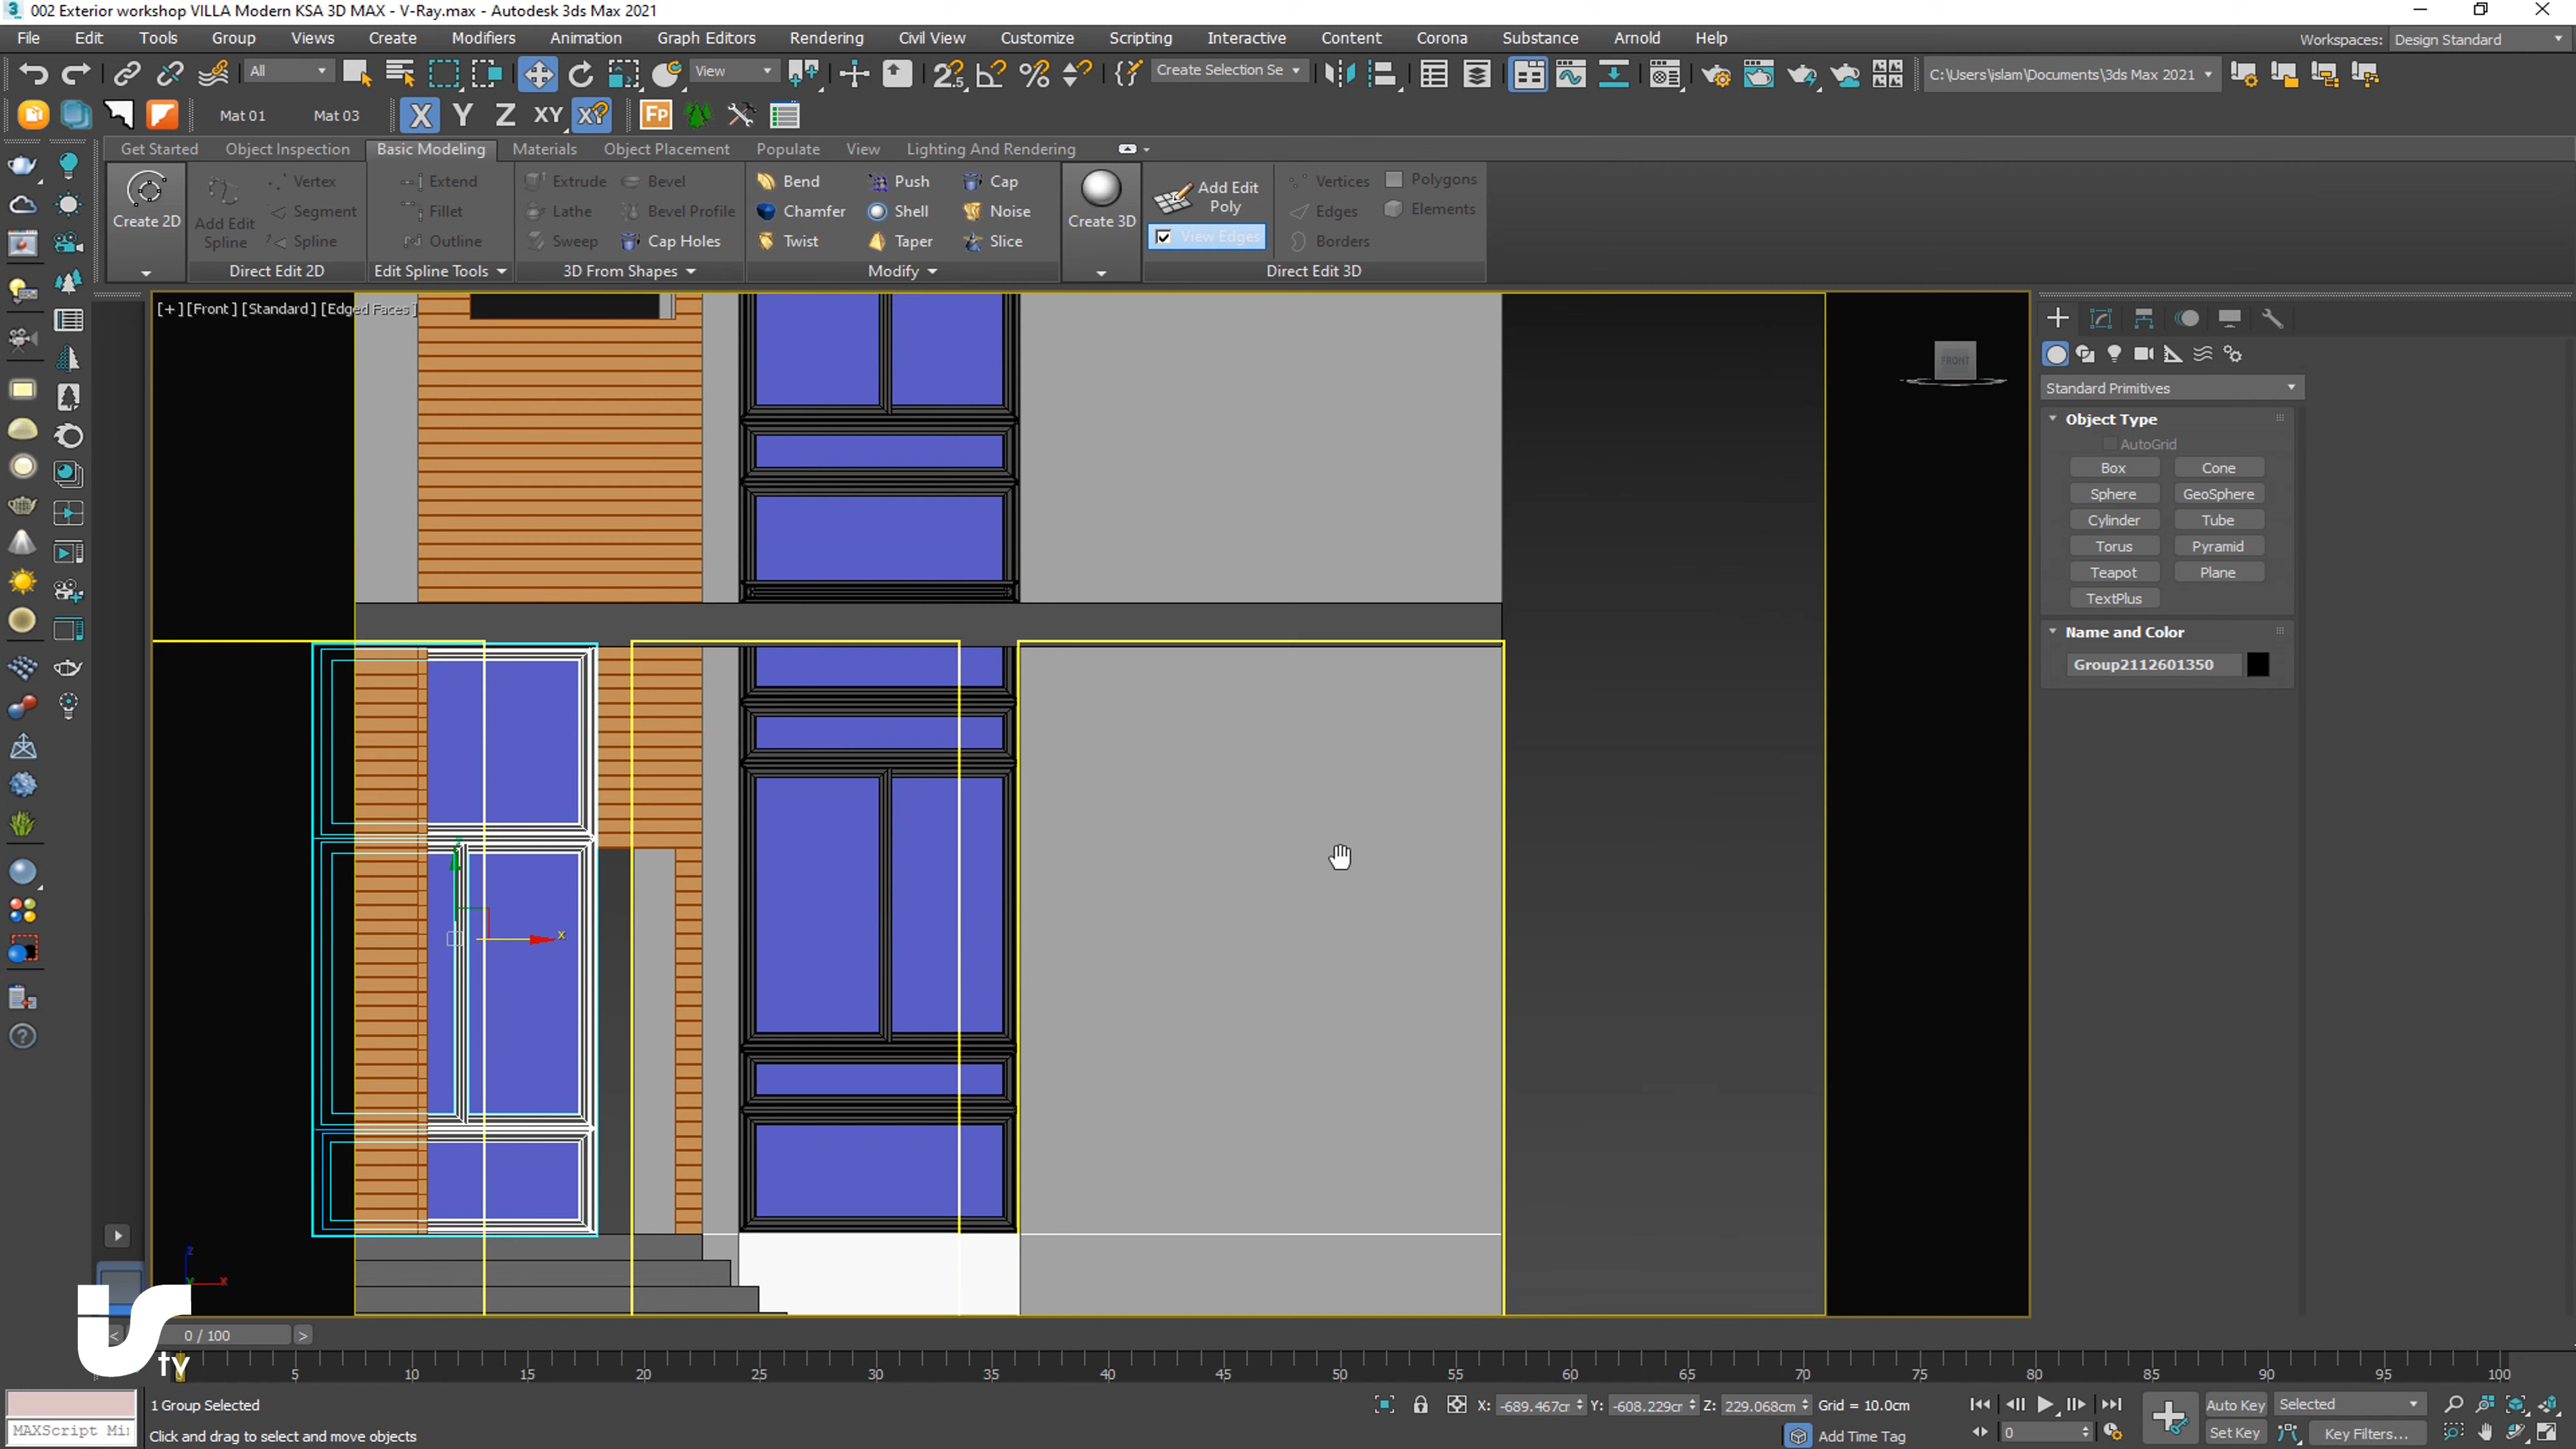 002 Exterior workshop VILLA Modern KSA 3D MAX - V-Ray.max - Autodesk 3ds Max 2021
File Edit Tools Group Views Create Modifiers Animation Graph Editors Rendering Civil View Customize Scripting Interactive Content Corona Substance Arnold Help Workspaces: Design Standard
All View Create Selection Se C:\Users\islam\Documents\3ds Max 2021
Mat 01 Mat 03 X Y Z XY XY Fp
Get Started Object Inspection Basic Modeling Materials Object Placement Populate View Lighting And Rendering
Create 2D
Add Edit Spline
Vertex
Segment
Spline
Direct Edit 2D
Extend
Fillet
Outline
Edit Spline Tools
Extrude Bevel
Lathe Bevel Profile
Sweep Cap Holes
3D From Shapes
Bend Push Cap
Chamfer Shell Noise
Twist Taper Slice
Modify
Create 3D
Add Edit Poly
View Edges
Vertices Polygons
Edges Elements
Borders
Direct Edit 3D
[+] [Front] [Standard] [Edged Faces]
FRONT
Standard Primitives
Object Type
AutoGrid
Box Cone
Sphere GeoSphere
Cylinder Tube
Torus Pyramid
Teapot Plane
TextPlus
Name and Color
Group2112601350
x
z
x
ty
< 0 / 100 >
5 10 15 20 25 30 35 40 45 50 55 60 65 70 75 80 85 90 95 100
1 Group Selected
X: -689.467cr Y: -608.229cr Z: 229.068cm Grid = 10.0cm
Auto Key Selected
MAXScript Mi
Click and drag to select and move objects
Add Time Tag
0
Set Key Key Filters...